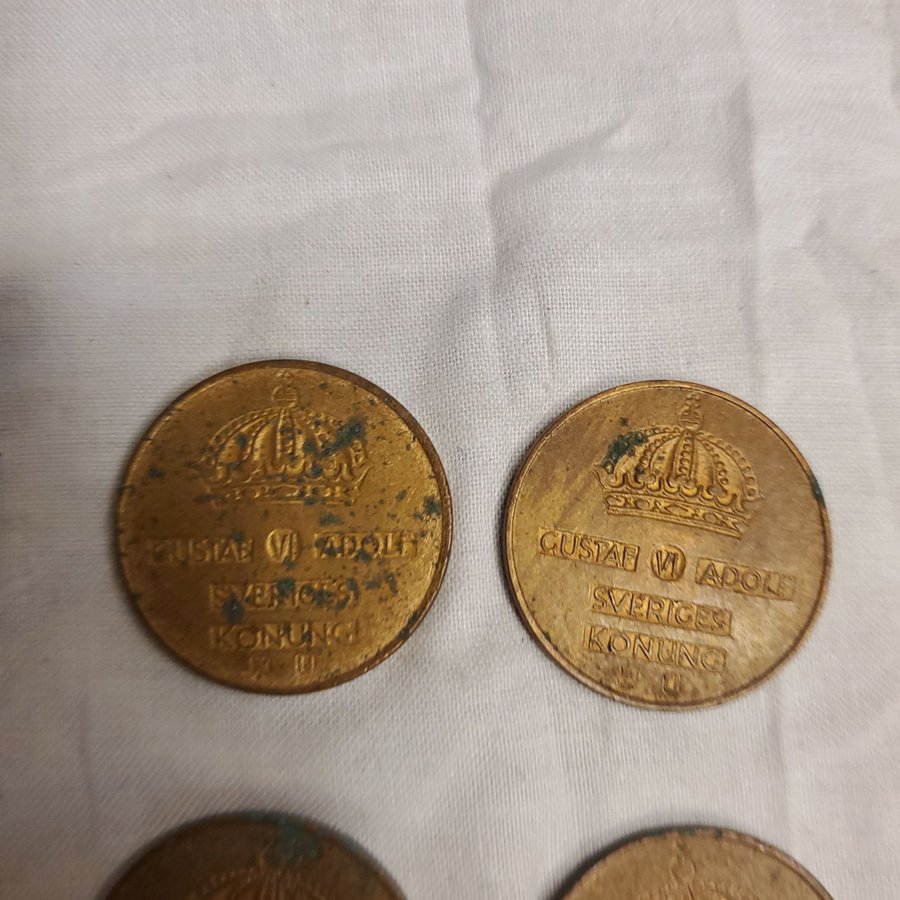 GUSTAF VI ADOLF
SVERIGES
KONUNG
U
GUSTAF VI ADOLF
SVERIGES
KONUNG
U